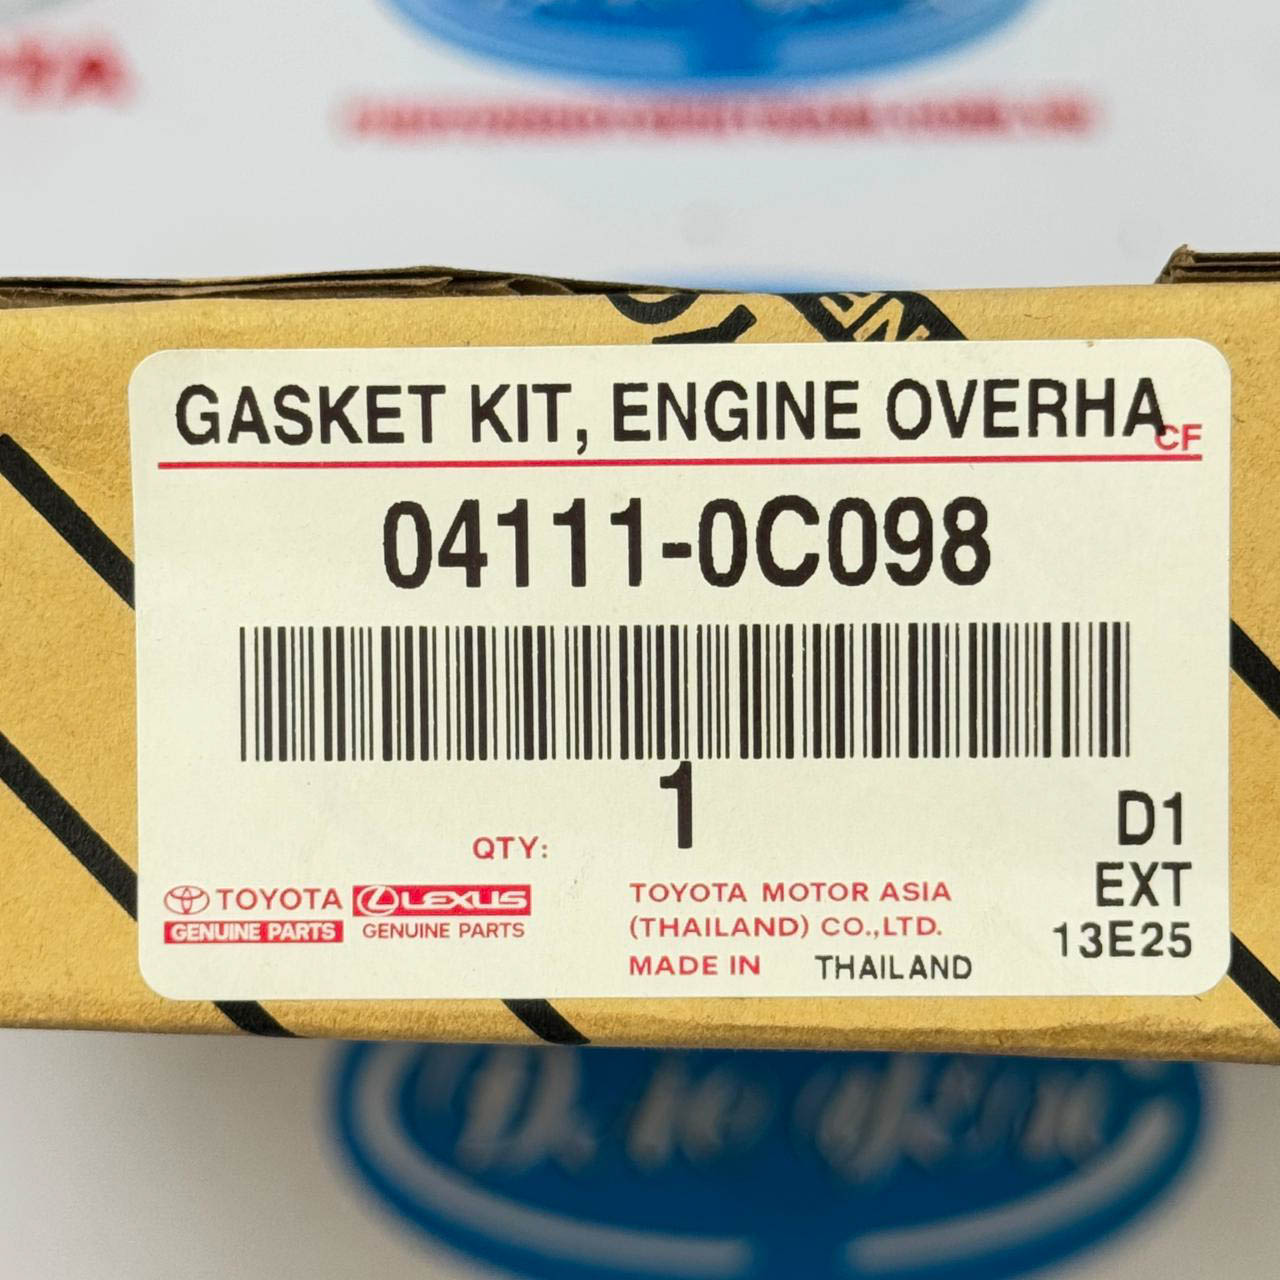 GASKET KIT, ENGINE OVERHA
CF
04111-0C098
1
QTY:
D1
EXT
13E25
TOYOTA
GENUINE PARTS
LEXUS
GENUINE PARTS
TOYOTA MOTOR ASIA
(THAILAND) CO.,LTD.
MADE IN THAILAND